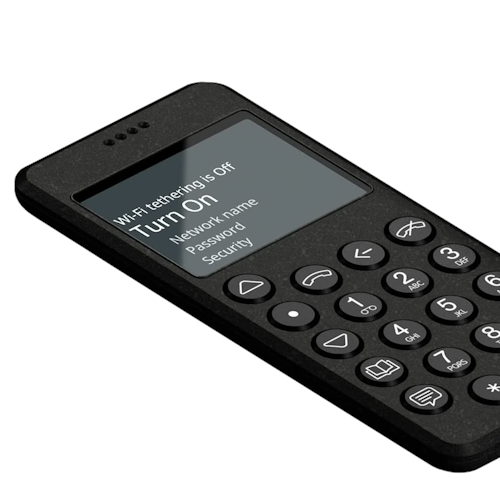 Wi-Fi tethering is Off
Turn On
Network name
Password
Security
1
2 ABC
3 DEF
4 GHI
5 JKL
6
7 PQRS
8
*